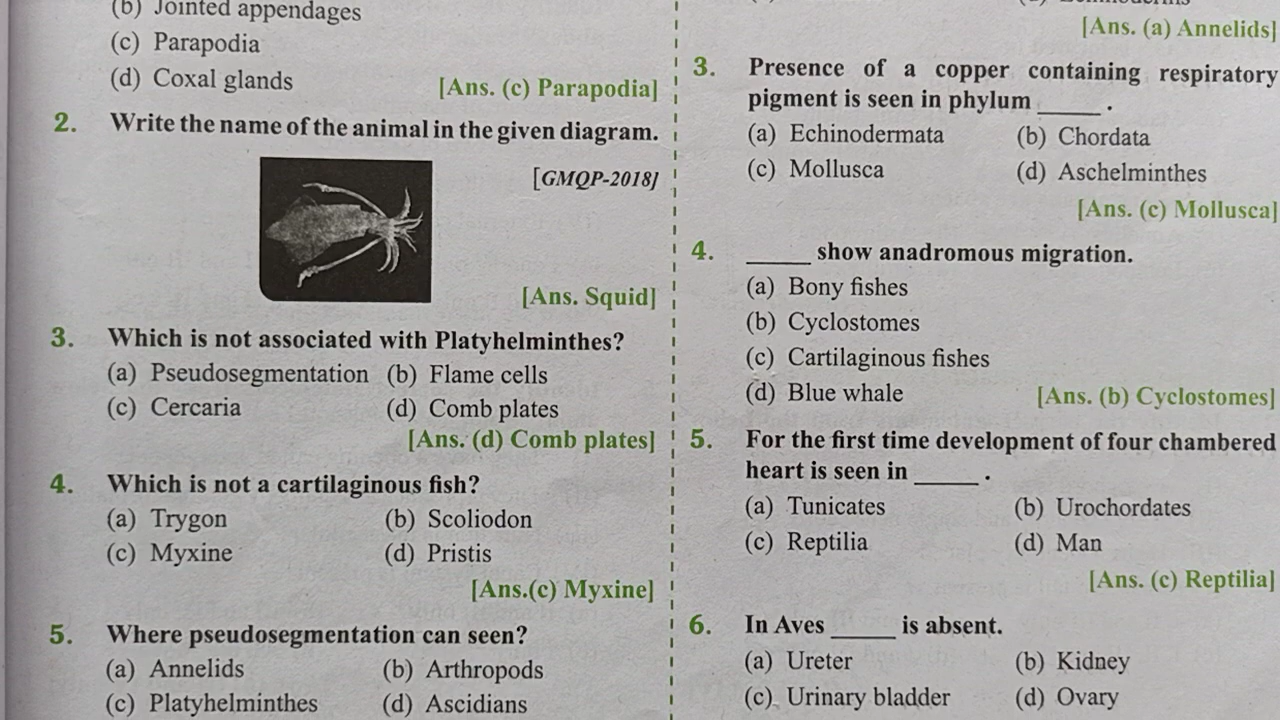 (b) Jointed appendages
(c) Parapodia
(d) Coxal glands
[Ans. (c) Parapodia]
2. Write the name of the animal in the given diagram.
[GMQP-2018]
[Ans. Squid]
3. Which is not associated with Platyhelminthes?
(a) Pseudosegmentation (b) Flame cells
(c) Cercaria (d) Comb plates
[Ans. (d) Comb plates]
4. Which is not a cartilaginous fish?
(a) Trygon (b) Scoliodon
(c) Myxine (d) Pristis
[Ans.(c) Myxine]
5. Where pseudosegmentation can seen?
(a) Annelids (b) Arthropods
(c) Platyhelminthes (d) Ascidians
[Ans. (a) Annelids]
3. Presence of a copper containing respiratory
pigment is seen in phylum _____ .
(a) Echinodermata (b) Chordata
(c) Mollusca (d) Aschelminthes
[Ans. (c) Mollusca]
4. _____ show anadromous migration.
(a) Bony fishes
(b) Cyclostomes
(c) Cartilaginous fishes
(d) Blue whale
[Ans. (b) Cyclostomes]
5. For the first time development of four chambered
heart is seen in _____ .
(a) Tunicates (b) Urochordates
(c) Reptilia (d) Man
[Ans. (c) Reptilia]
6. In Aves _____ is absent.
(a) Ureter (b) Kidney
(c) Urinary bladder (d) Ovary